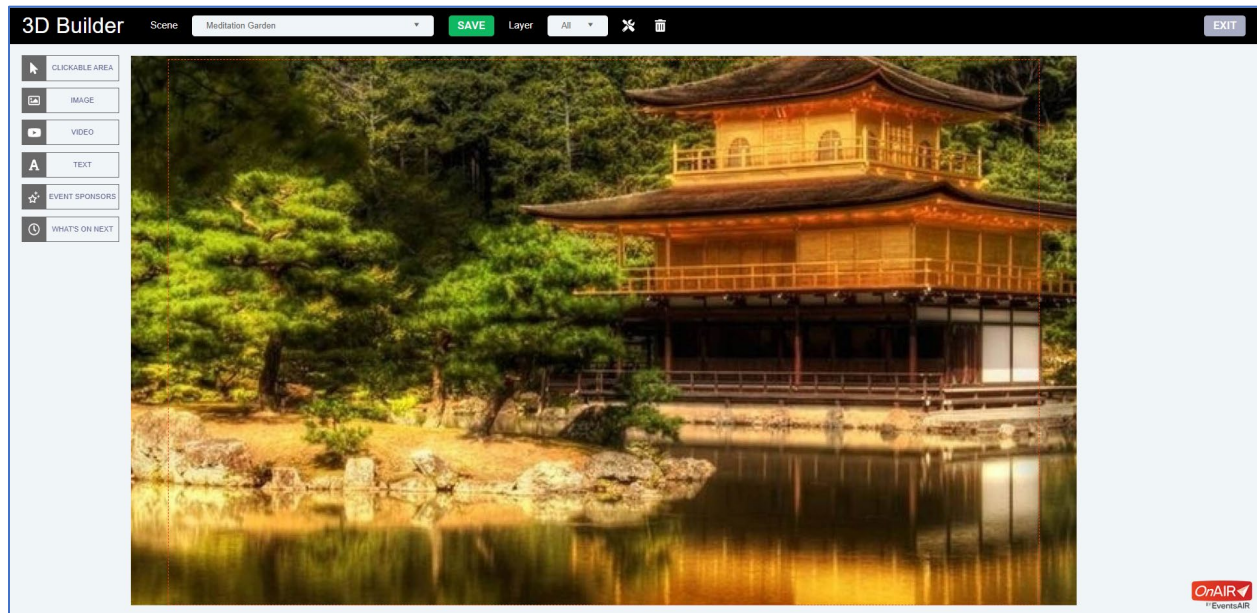 3D Builder Scene Meditation Garden SAVE Layer All EXIT
CLICKABLE AREA
IMAGE
VIDEO
A TEXT
EVENT SPONSORS
WHAT'S ON NEXT
OnAIR
BY EventsAIR